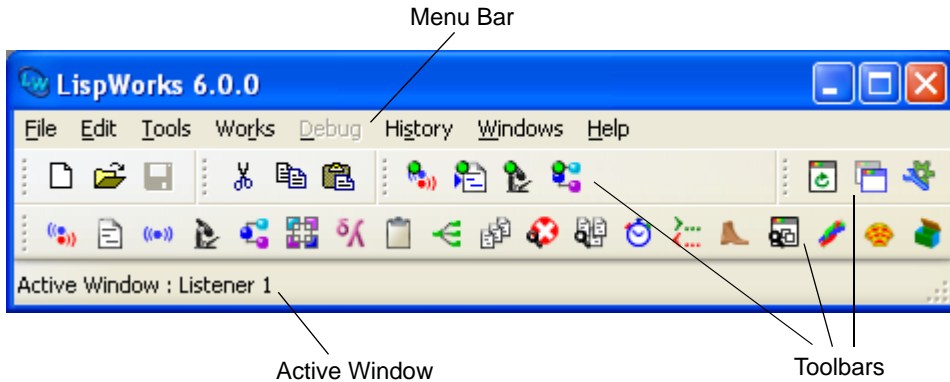 Menu Bar
LispWorks 6.0.0
File Edit Tools Works Debug History Windows Help
Active Window : Listener 1
Active Window
Toolbars